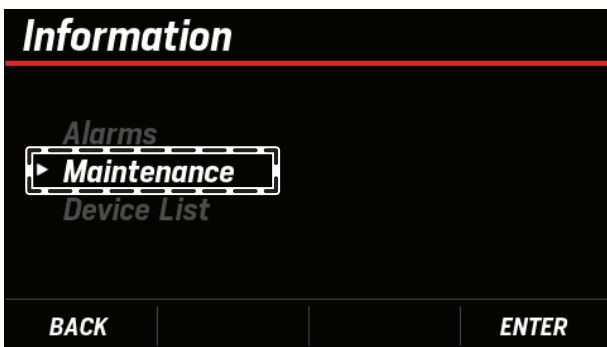 Information
Alarms
Maintenance
Device List
BACK ENTER